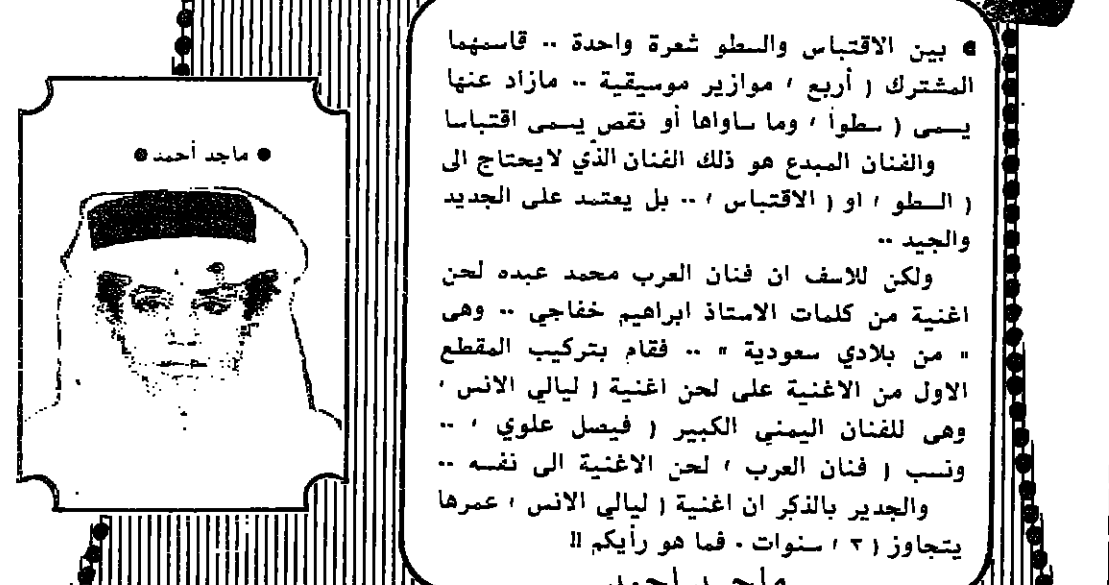 ● ماجد أحمد ●
● بين الاقتباس والسطو شعرة واحدة .. قاسمهما
المشترك ( أربع ) موازير موسيقية .. مازاد عنها
يسمى ( سطواً ) وما ساواها أو نقص يسمى اقتباسا
والفنان المبدع هو ذلك الفنان الذي لايحتاج الى
( السطو ) او ( الاقتباس ) .. بل يعتمد على الجديد
والجيد ..
ولكن للاسف ان فنان العرب محمد عبده لحن
اغنية من كلمات الاستاذ ابراهيم خفاجي .. وهى
" من بلادي سعودية " .. فقام بتركيب المقطع
الاول من الاغنية على لحن اغنية ( ليالي الانس )
وهى للفنان اليمني الكبير ( فيصل علوي ) ..
ونسب ( فنان العرب ) لحن الاغنية الى نفسه ..
والجدير بالذكر ان اغنية ( ليالي الانس ) عمرها
يتجاوز ( ٣ ) سنوات . فما هو رأيكم !!
ماجد احمد